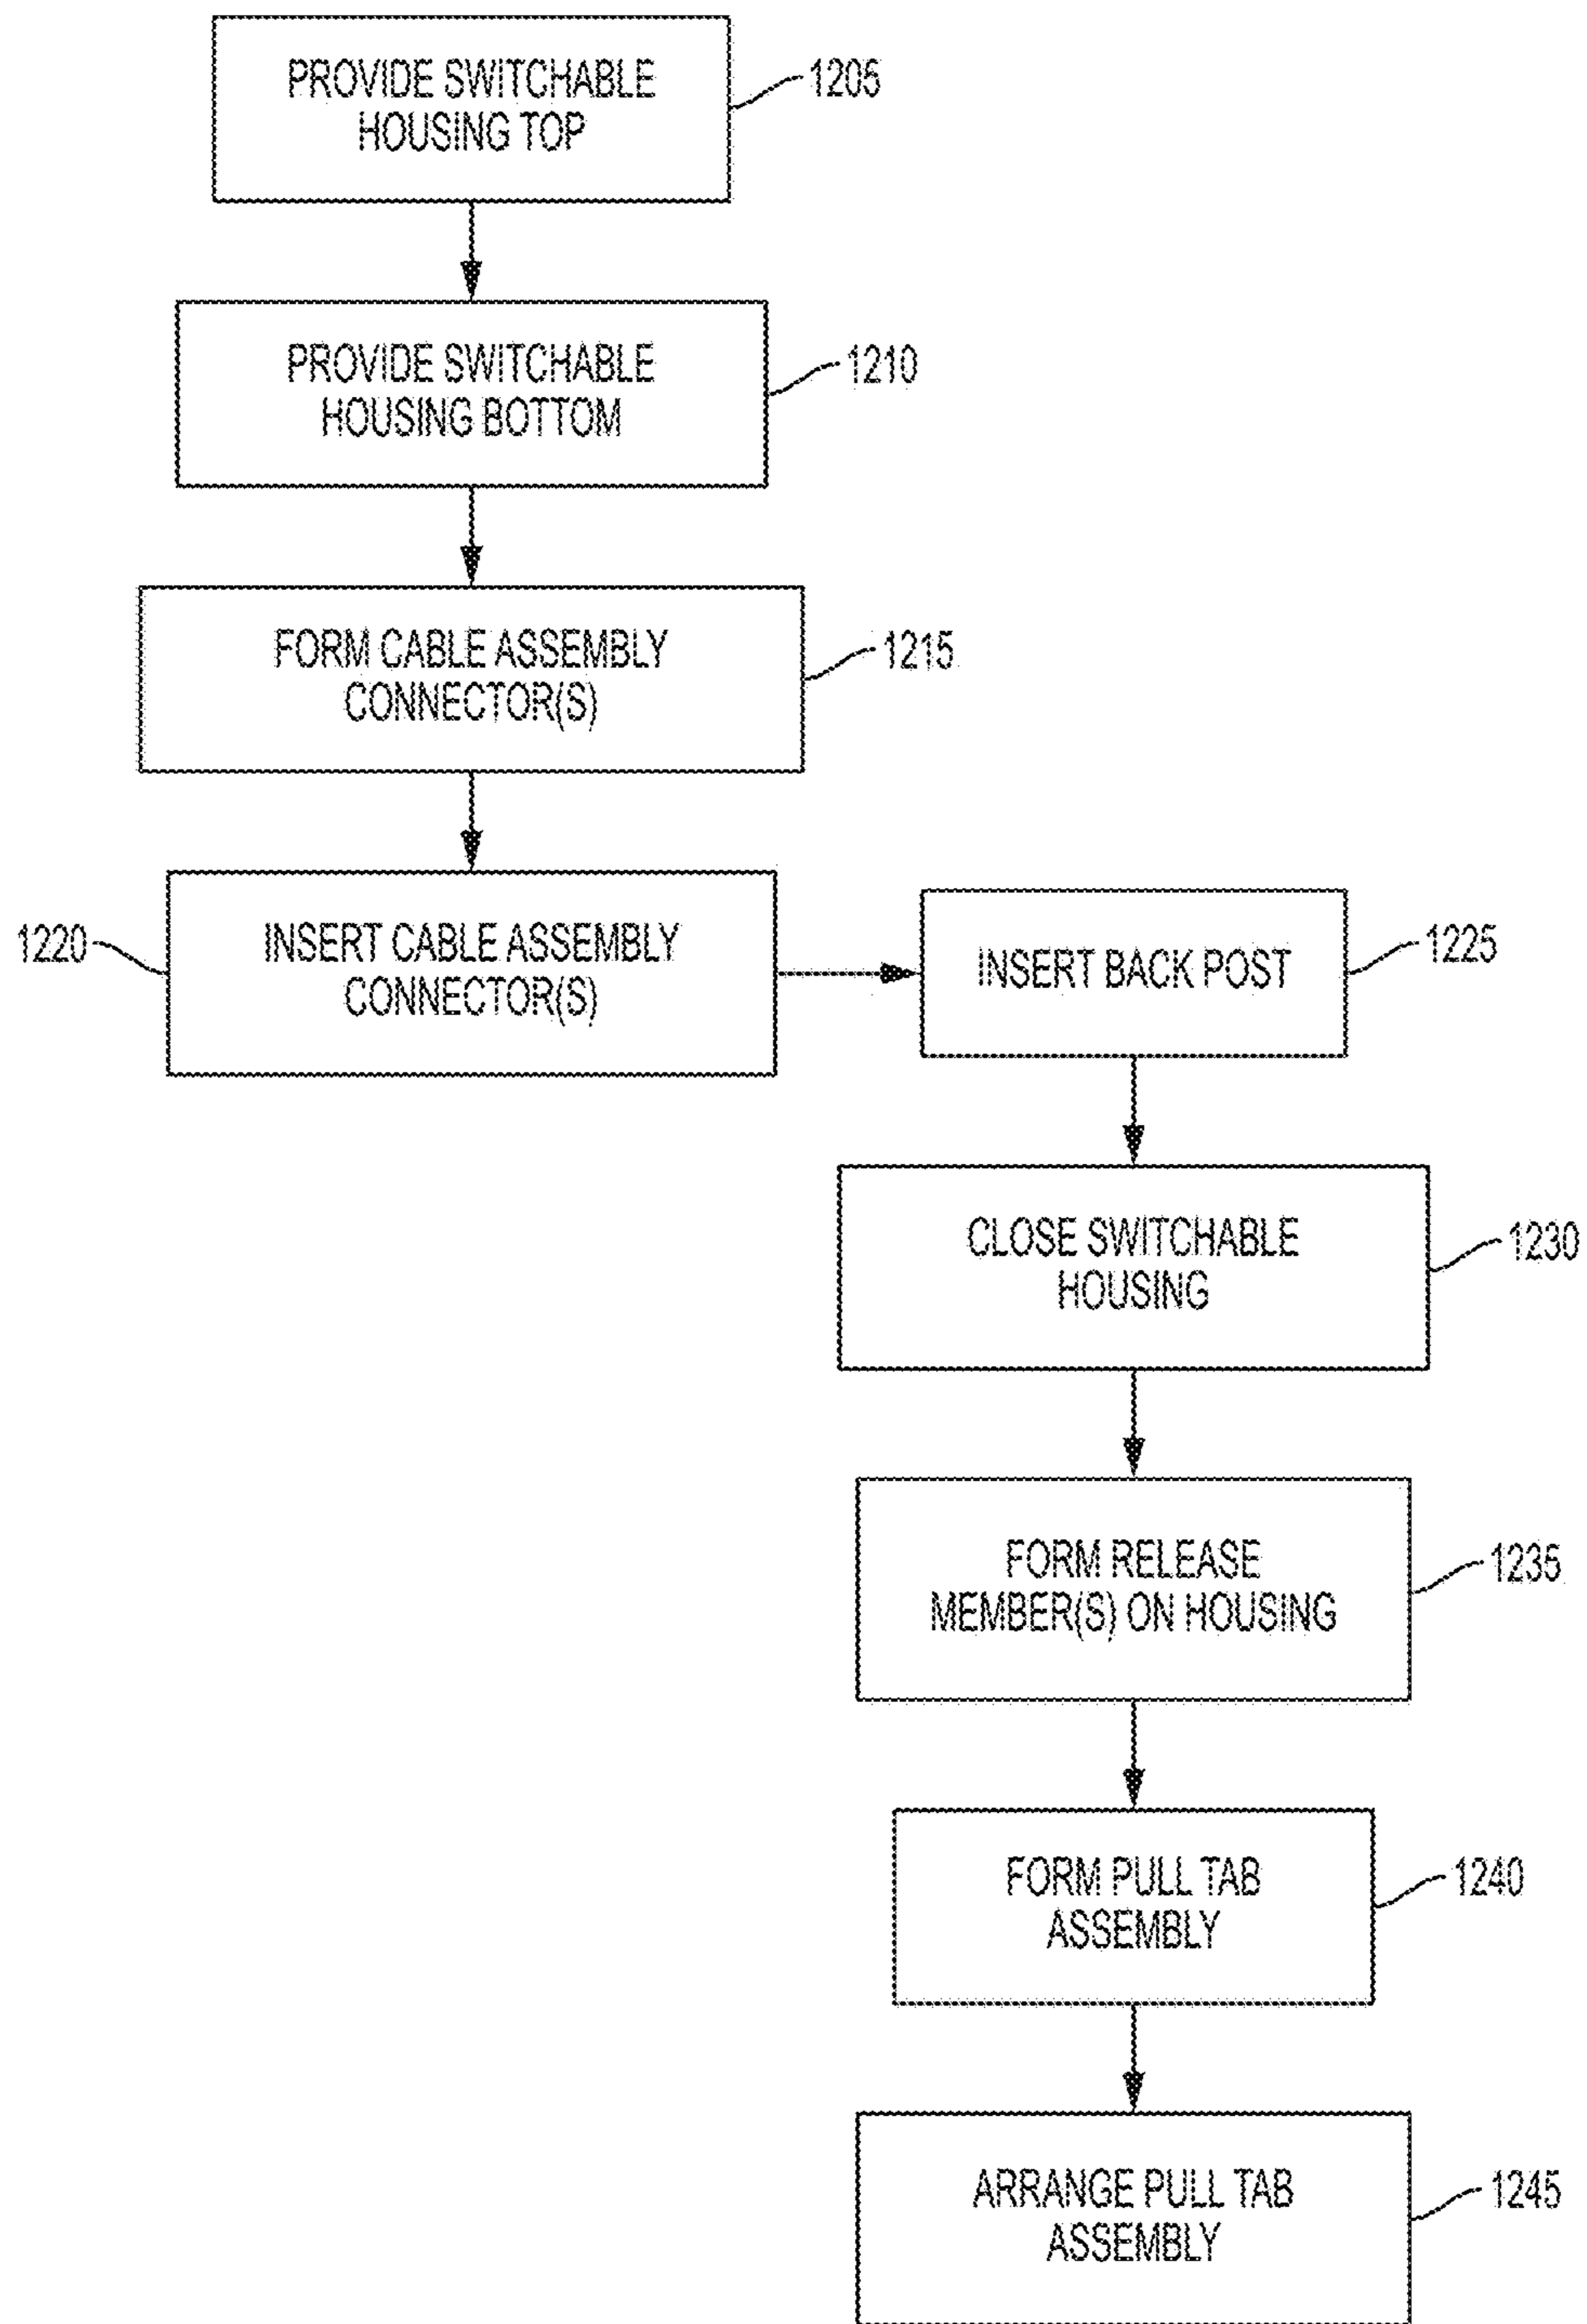 PROVIDE SWITCHABLE
HOUSING TOP
1205
PROVIDE SWITCHABLE
HOUSING BOTTOM
1210
FORM CABLE ASSEMBLY
CONNECTOR(S)
1215
1220
INSERT CABLE ASSEMBLY
CONNECTOR(S)
INSERT BACK POST
1225
CLOSE SWITCHABLE
HOUSING
1230
FORM RELEASE
MEMBER(S) ON HOUSING
1235
FORM PULL TAB
ASSEMBLY
1240
ARRANGE PULL TAB
ASSEMBLY
1245